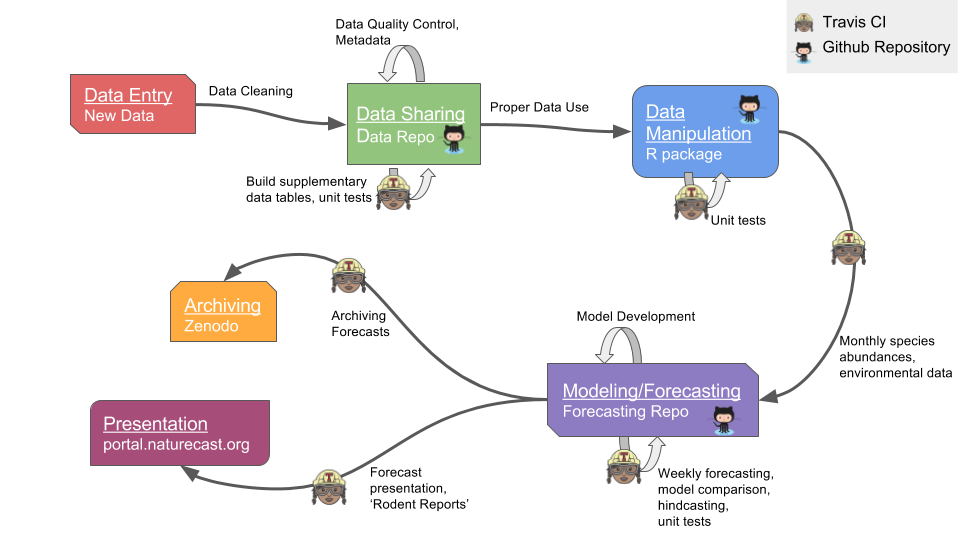 Travis CI
Github Repository
Data Quality Control,
Metadata
Data Entry
New Data
Data Cleaning
Data Sharing
Data Repo
Proper Data Use
Data
Manipulation
R package
Build supplementary
data tables, unit tests
T
T
Unit tests
T
T
T
Monthly species
abundances,
environmental data
Archiving
Zenodo
Archiving
Forecasts
Model Development
Modeling/Forecasting
Forecasting Repo
Presentation
portal.naturecast.org
T
Forecast
presentation,
‘Rodent Reports’
T
Weekly forecasting,
model comparison,
hindcasting,
unit tests